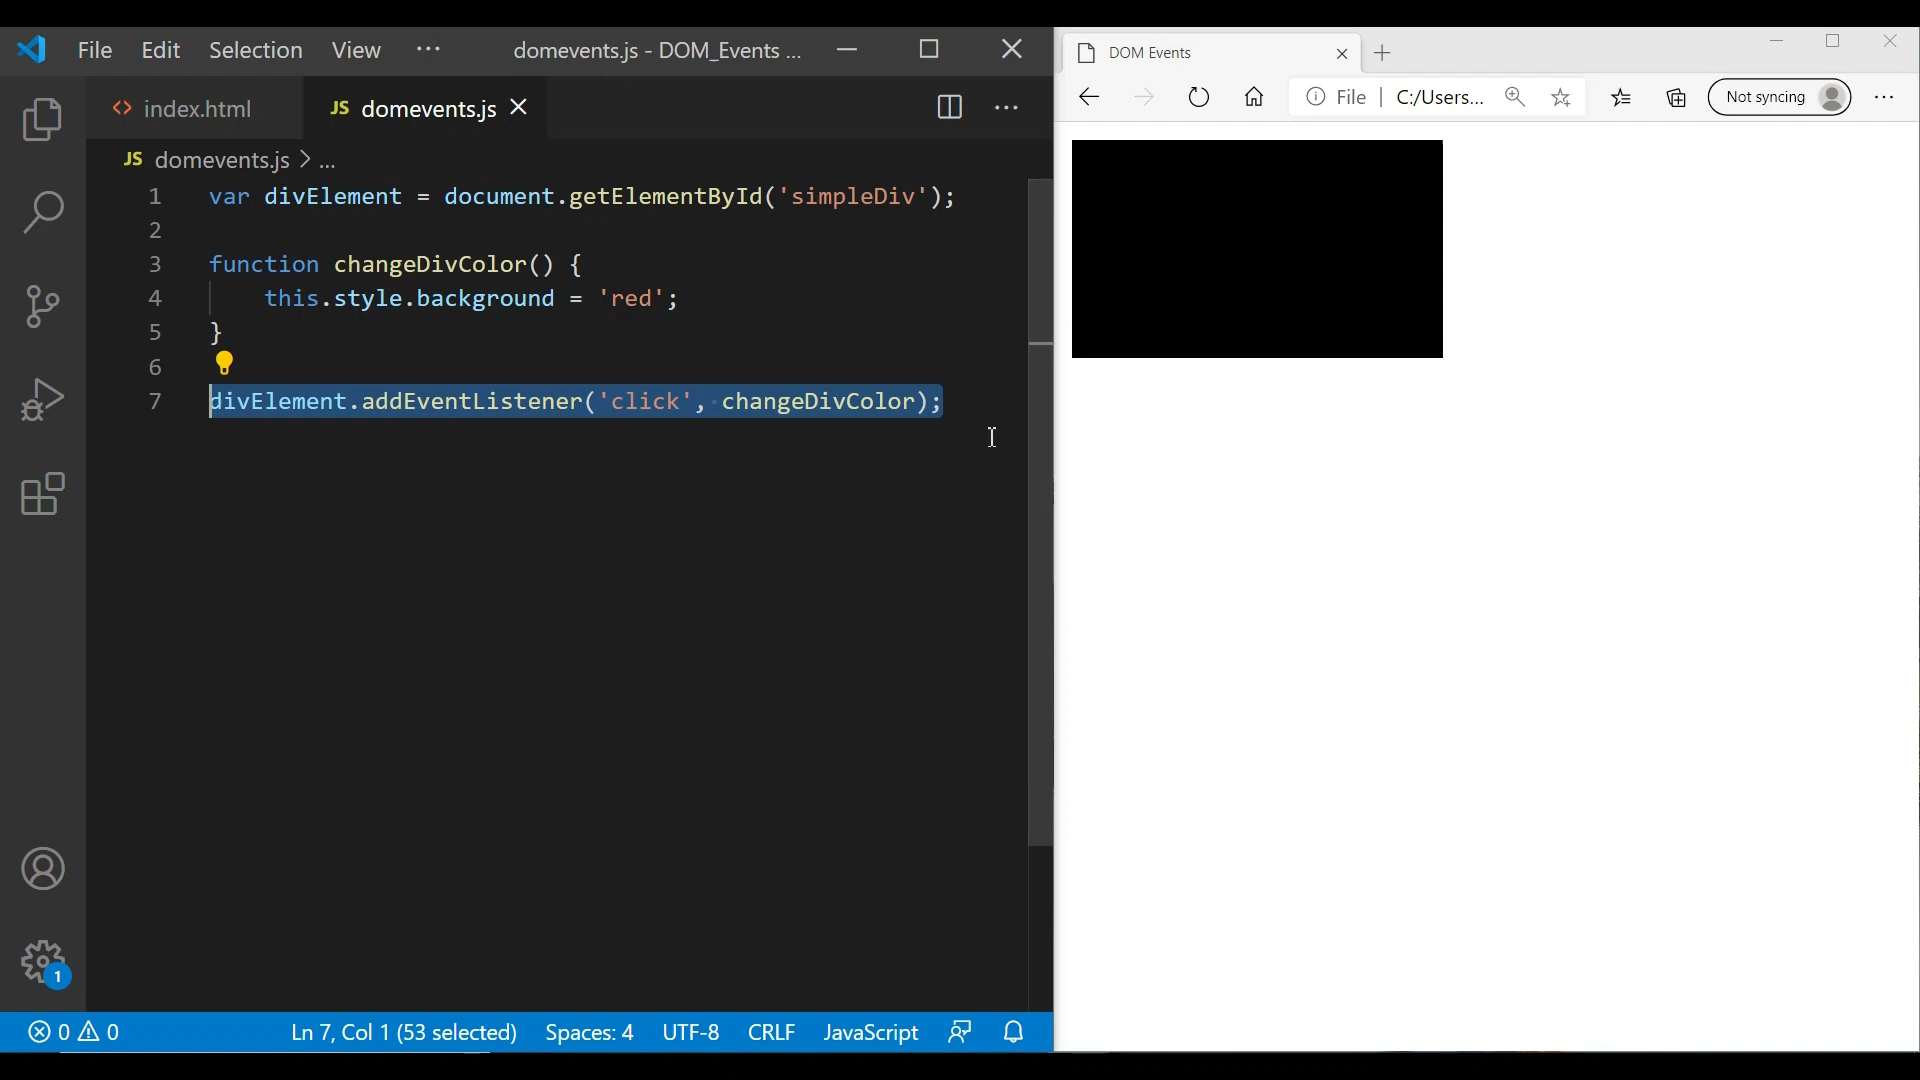 File Edit Selection View ··· domevents.js - DOM_Events ...
index.html
JS domevents.js
JS domevents.js > ...
1 var divElement = document.getElementById('simpleDiv');
2
3 function changeDivColor() {
4 this.style.background = 'red';
5 }
6
7 divElement.addEventListener('click', changeDivColor);
1
0 0 Ln 7, Col 1 (53 selected) Spaces: 4 UTF-8 CRLF JavaScript
DOM Events
File | C:/Users... Not syncing